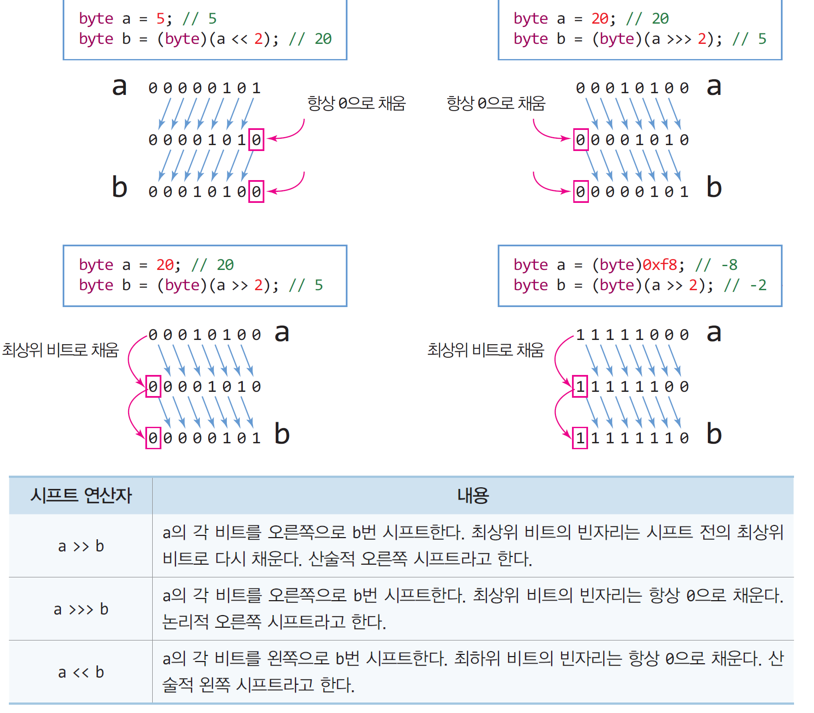 byte a = 5; // 5
byte b = (byte)(a << 2); // 20
a 0 0 0 0 0 1 0 1
항상 0으로 채움
0 0 0 0 1 0 1 0
b 0 0 0 1 0 1 0 0
byte a = 20; // 20
byte b = (byte)(a >>> 2); // 5
0 0 0 1 0 1 0 0 a
항상 0으로 채움
0 0 0 0 1 0 1 0
0 0 0 0 0 1 0 1 b
byte a = 20; // 20
byte b = (byte)(a >> 2); // 5
0 0 0 1 0 1 0 0 a
최상위 비트로 채움
0 0 0 0 1 0 1 0
0 0 0 0 0 1 0 1 b
byte a = (byte)0xf8; // -8
byte b = (byte)(a >> 2); // -2
1 1 1 1 1 0 0 0 a
최상위 비트로 채움
1 1 1 1 1 1 0 0
1 1 1 1 1 1 1 0 b
시프트 연산자 내용
a >> b
a의 각 비트를 오른쪽으로 b번 시프트한다. 최상위 비트의 빈자리는 시프트 전의 최상위
비트로 다시 채운다. 산술적 오른쪽 시프트라고 한다.
a >>> b
a의 각 비트를 오른쪽으로 b번 시프트한다. 최상위 비트의 빈자리는 항상 0으로 채운다.
논리적 오른쪽 시프트라고 한다.
a << b
a의 각 비트를 왼쪽으로 b번 시프트한다. 최하위 비트의 빈자리는 항상 0으로 채운다. 산
술적 왼쪽 시프트라고 한다.